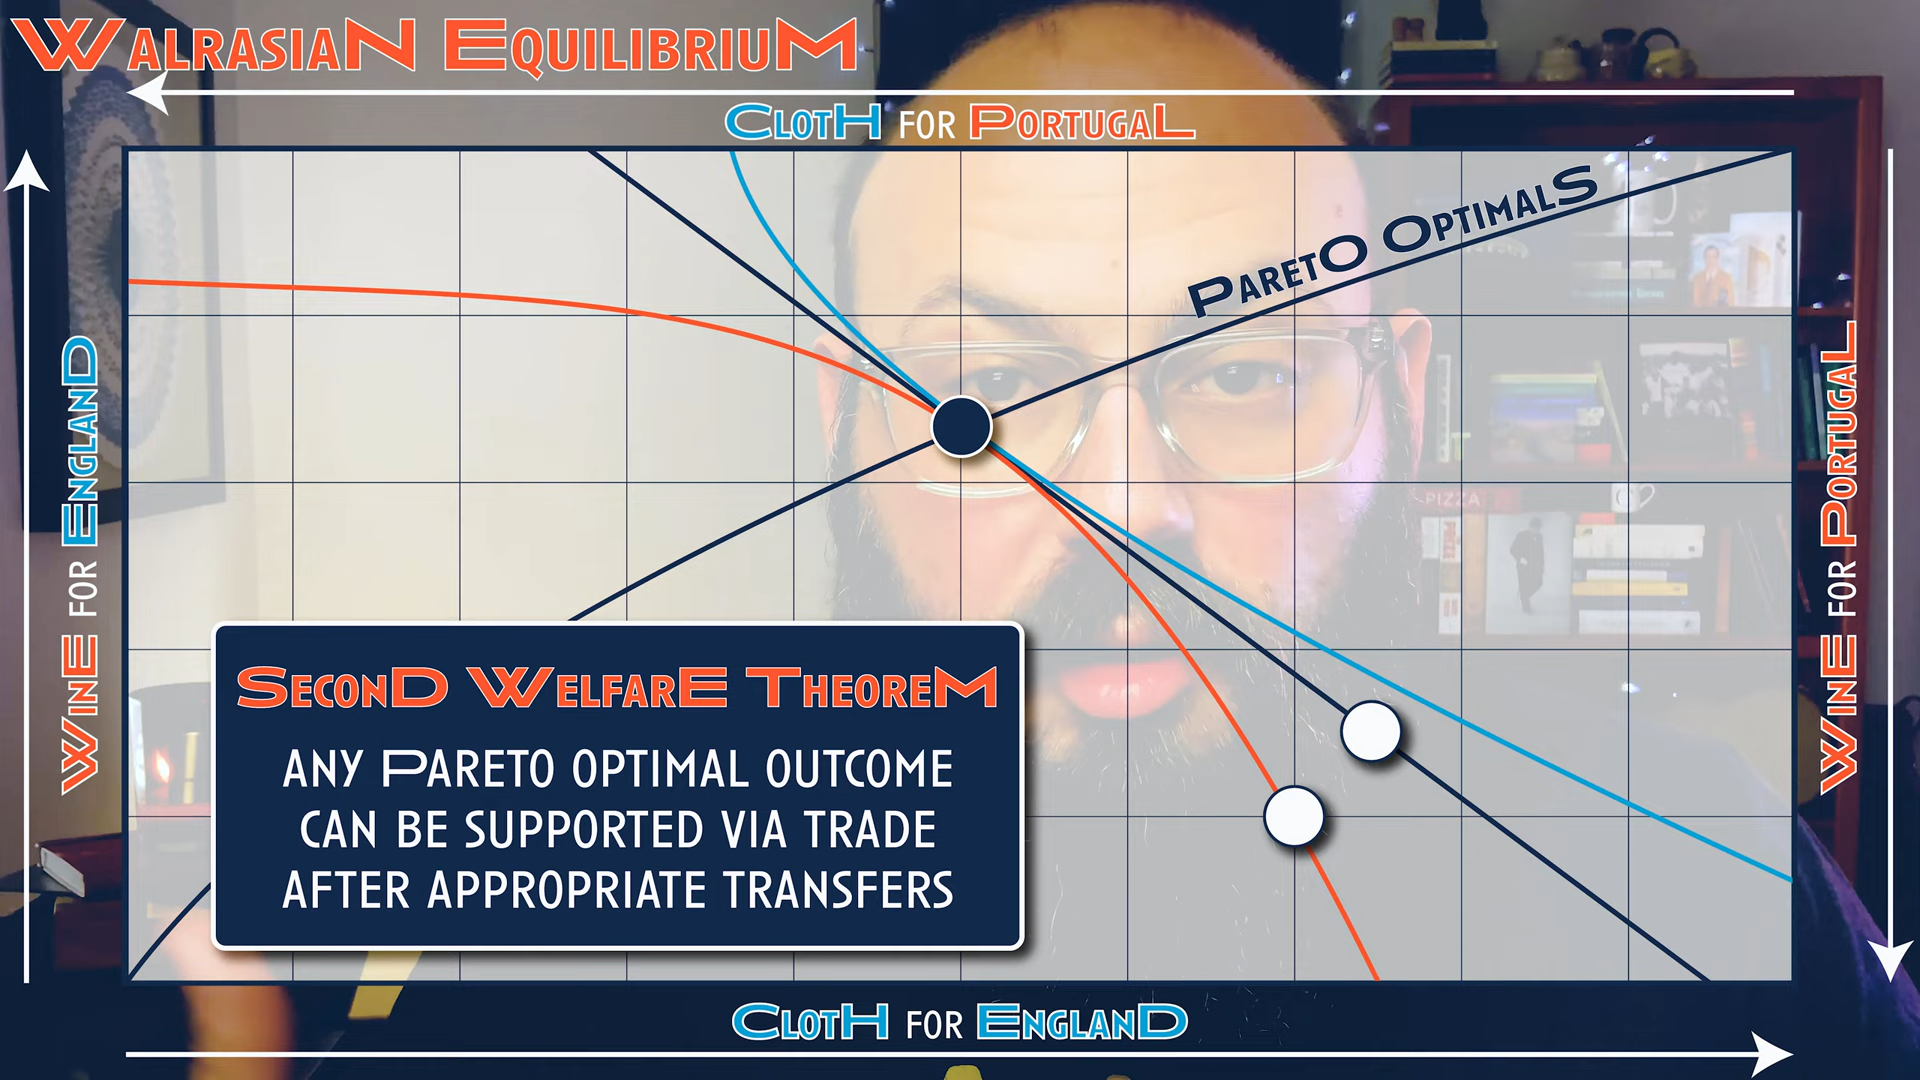 Walrasian Equilibrium
Cloth for Portugal
Pareto Optimals
Wine for England
Wine for Portugal
PIZZA
Second Welfare Theorem
any Pareto optimal outcome
can be supported via trade
after appropriate transfers
Cloth for England